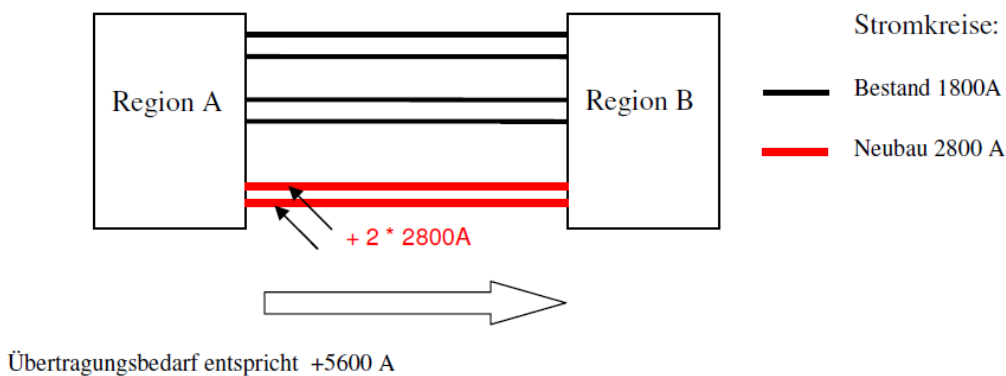 Stromkreise:
Region A
Region B
Bestand 1800A
Neubau 2800 A
+ 2 * 2800A
Übertragungsbedarf entspricht +5600 A